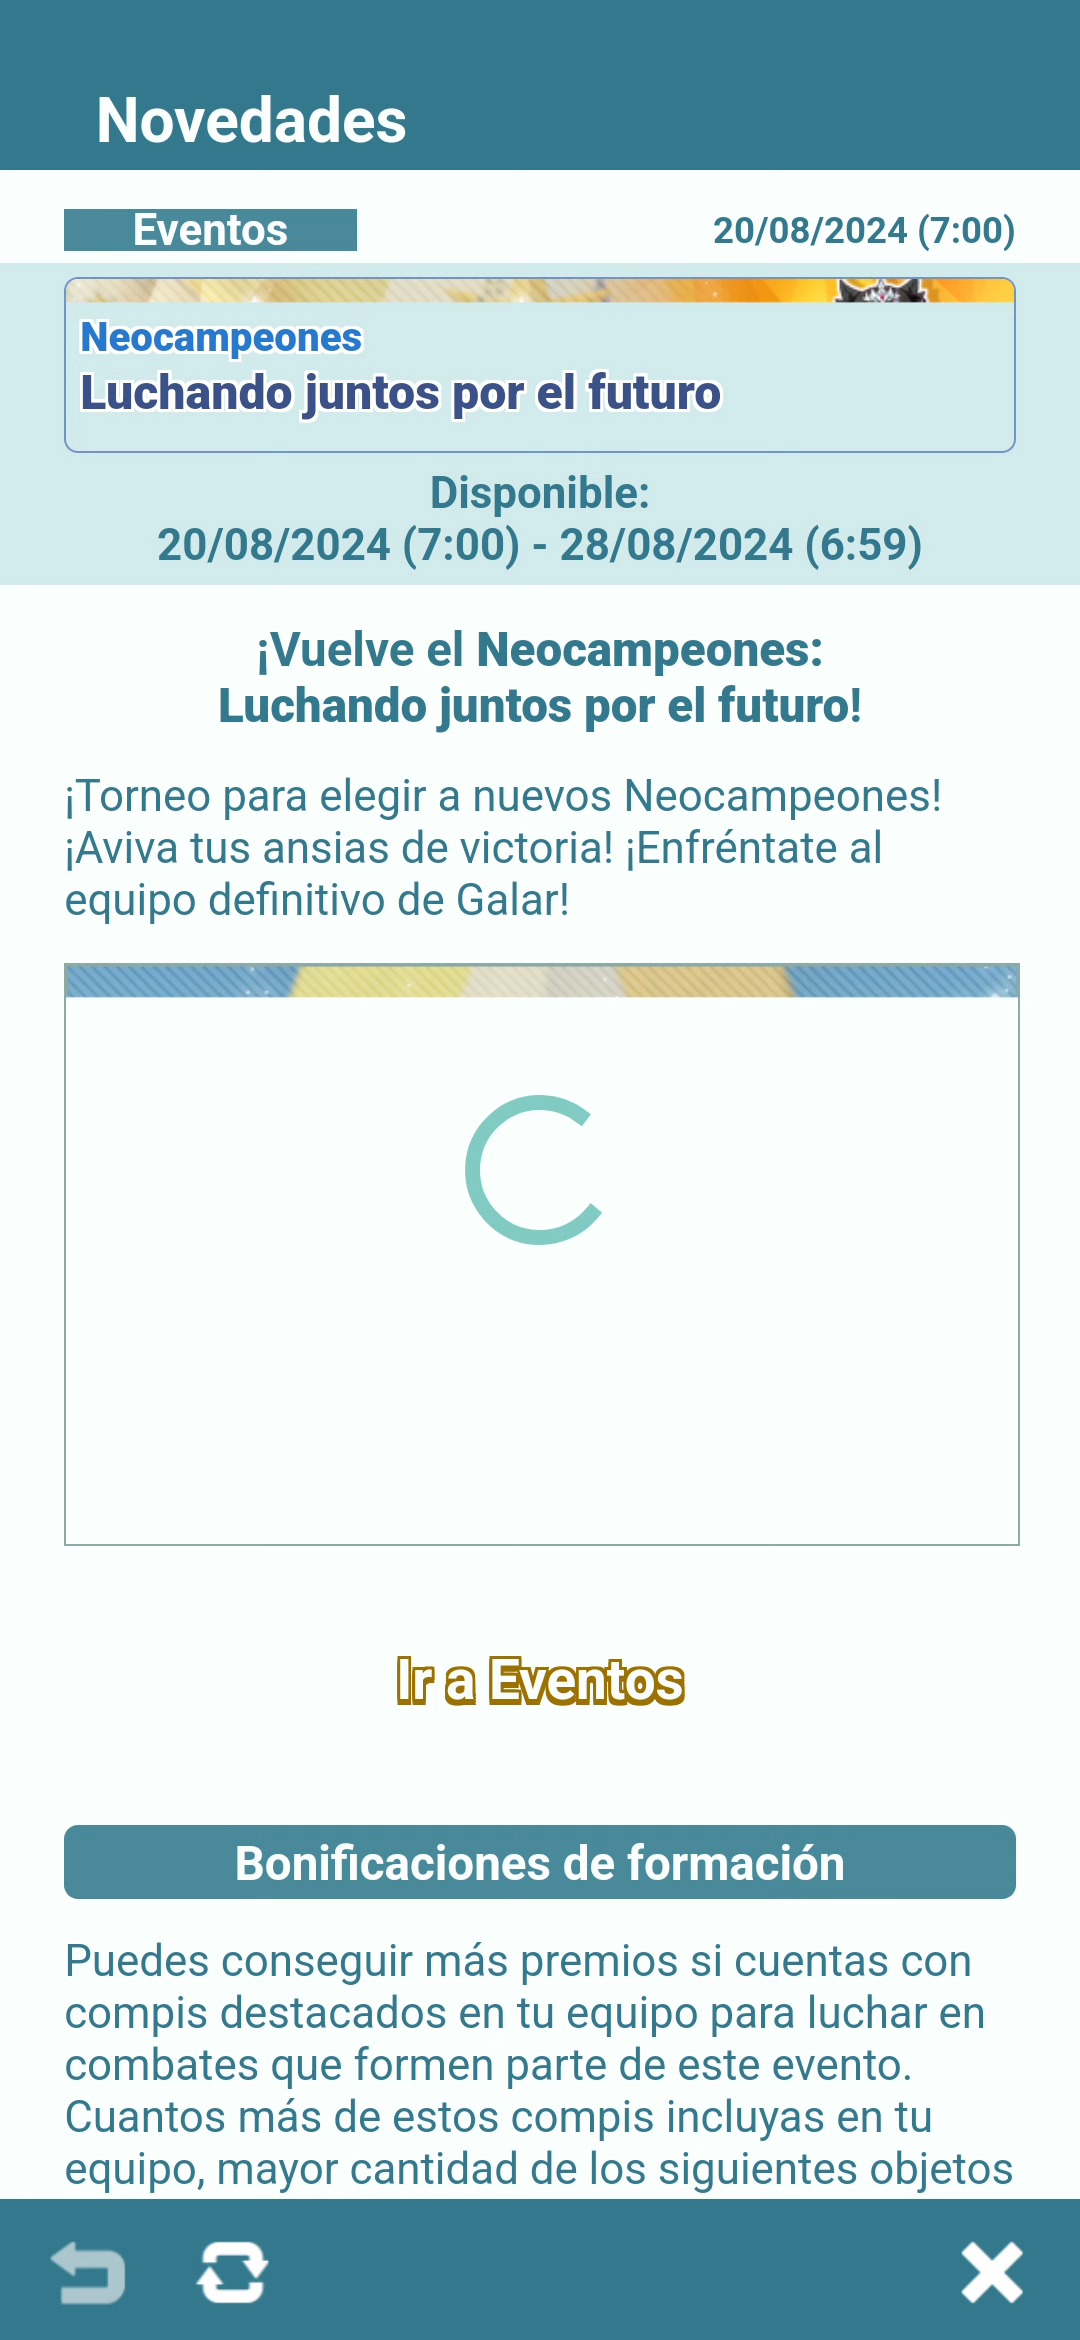 Novedades
Eventos
20/08/2024 (7:00)
Neocampeones
Luchando juntos por el futuro
Disponible:
20/08/2024 (7:00) - 28/08/2024 (6:59)
¡Vuelve el Neocampeones:
Luchando juntos por el futuro!
¡Torneo para elegir a nuevos Neocampeones!
¡Aviva tus ansias de victoria! ¡Enfréntate al
equipo definitivo de Galar!
Ir a Eventos
Bonificaciones de formación
Puedes conseguir más premios si cuentas con
compis destacados en tu equipo para luchar en
combates que formen parte de este evento.
Cuantos más de estos compis incluyas en tu
equipo, mayor cantidad de los siguientes objetos